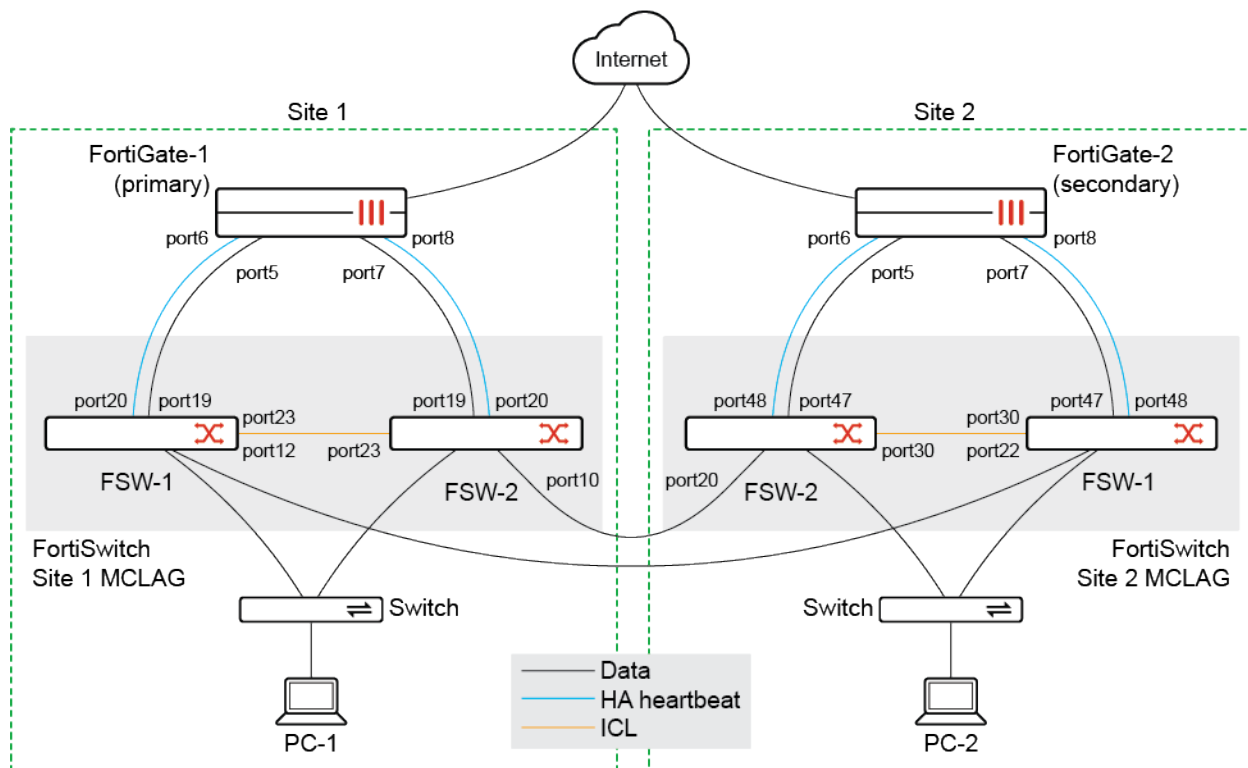 Internet
Site 1
Site 2
FortiGate-1
(primary)
FortiGate-2
(secondary)
port6
port8
port5
port7
port6
port8
port5
port7
port20
port19
port19
port20
port23
port12
port23
port48
port47
port47
port48
port30
port30
port22
FSW-1
FSW-2
port10
port20
FSW-2
FSW-1
FortiSwitch
Site 1 MCLAG
FortiSwitch
Site 2 MCLAG
Switch
Switch
Data
HA heartbeat
ICL
PC-1
PC-2